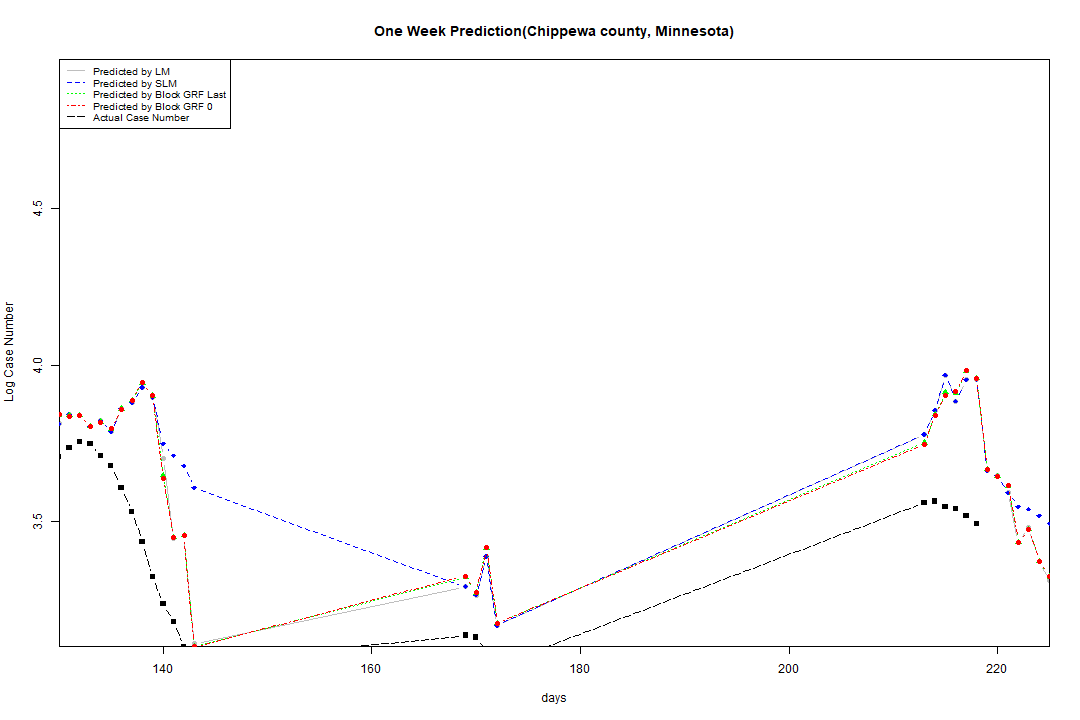 One Week Prediction(Chippewa county, Minnesota)
Predicted by LM
Predicted by SLM
Predicted by Block GRF Last
Predicted by Block GRF 0
Actual Case Number
Log Case Number
4.5
4.0
3.5
140 160 180 200 220
days